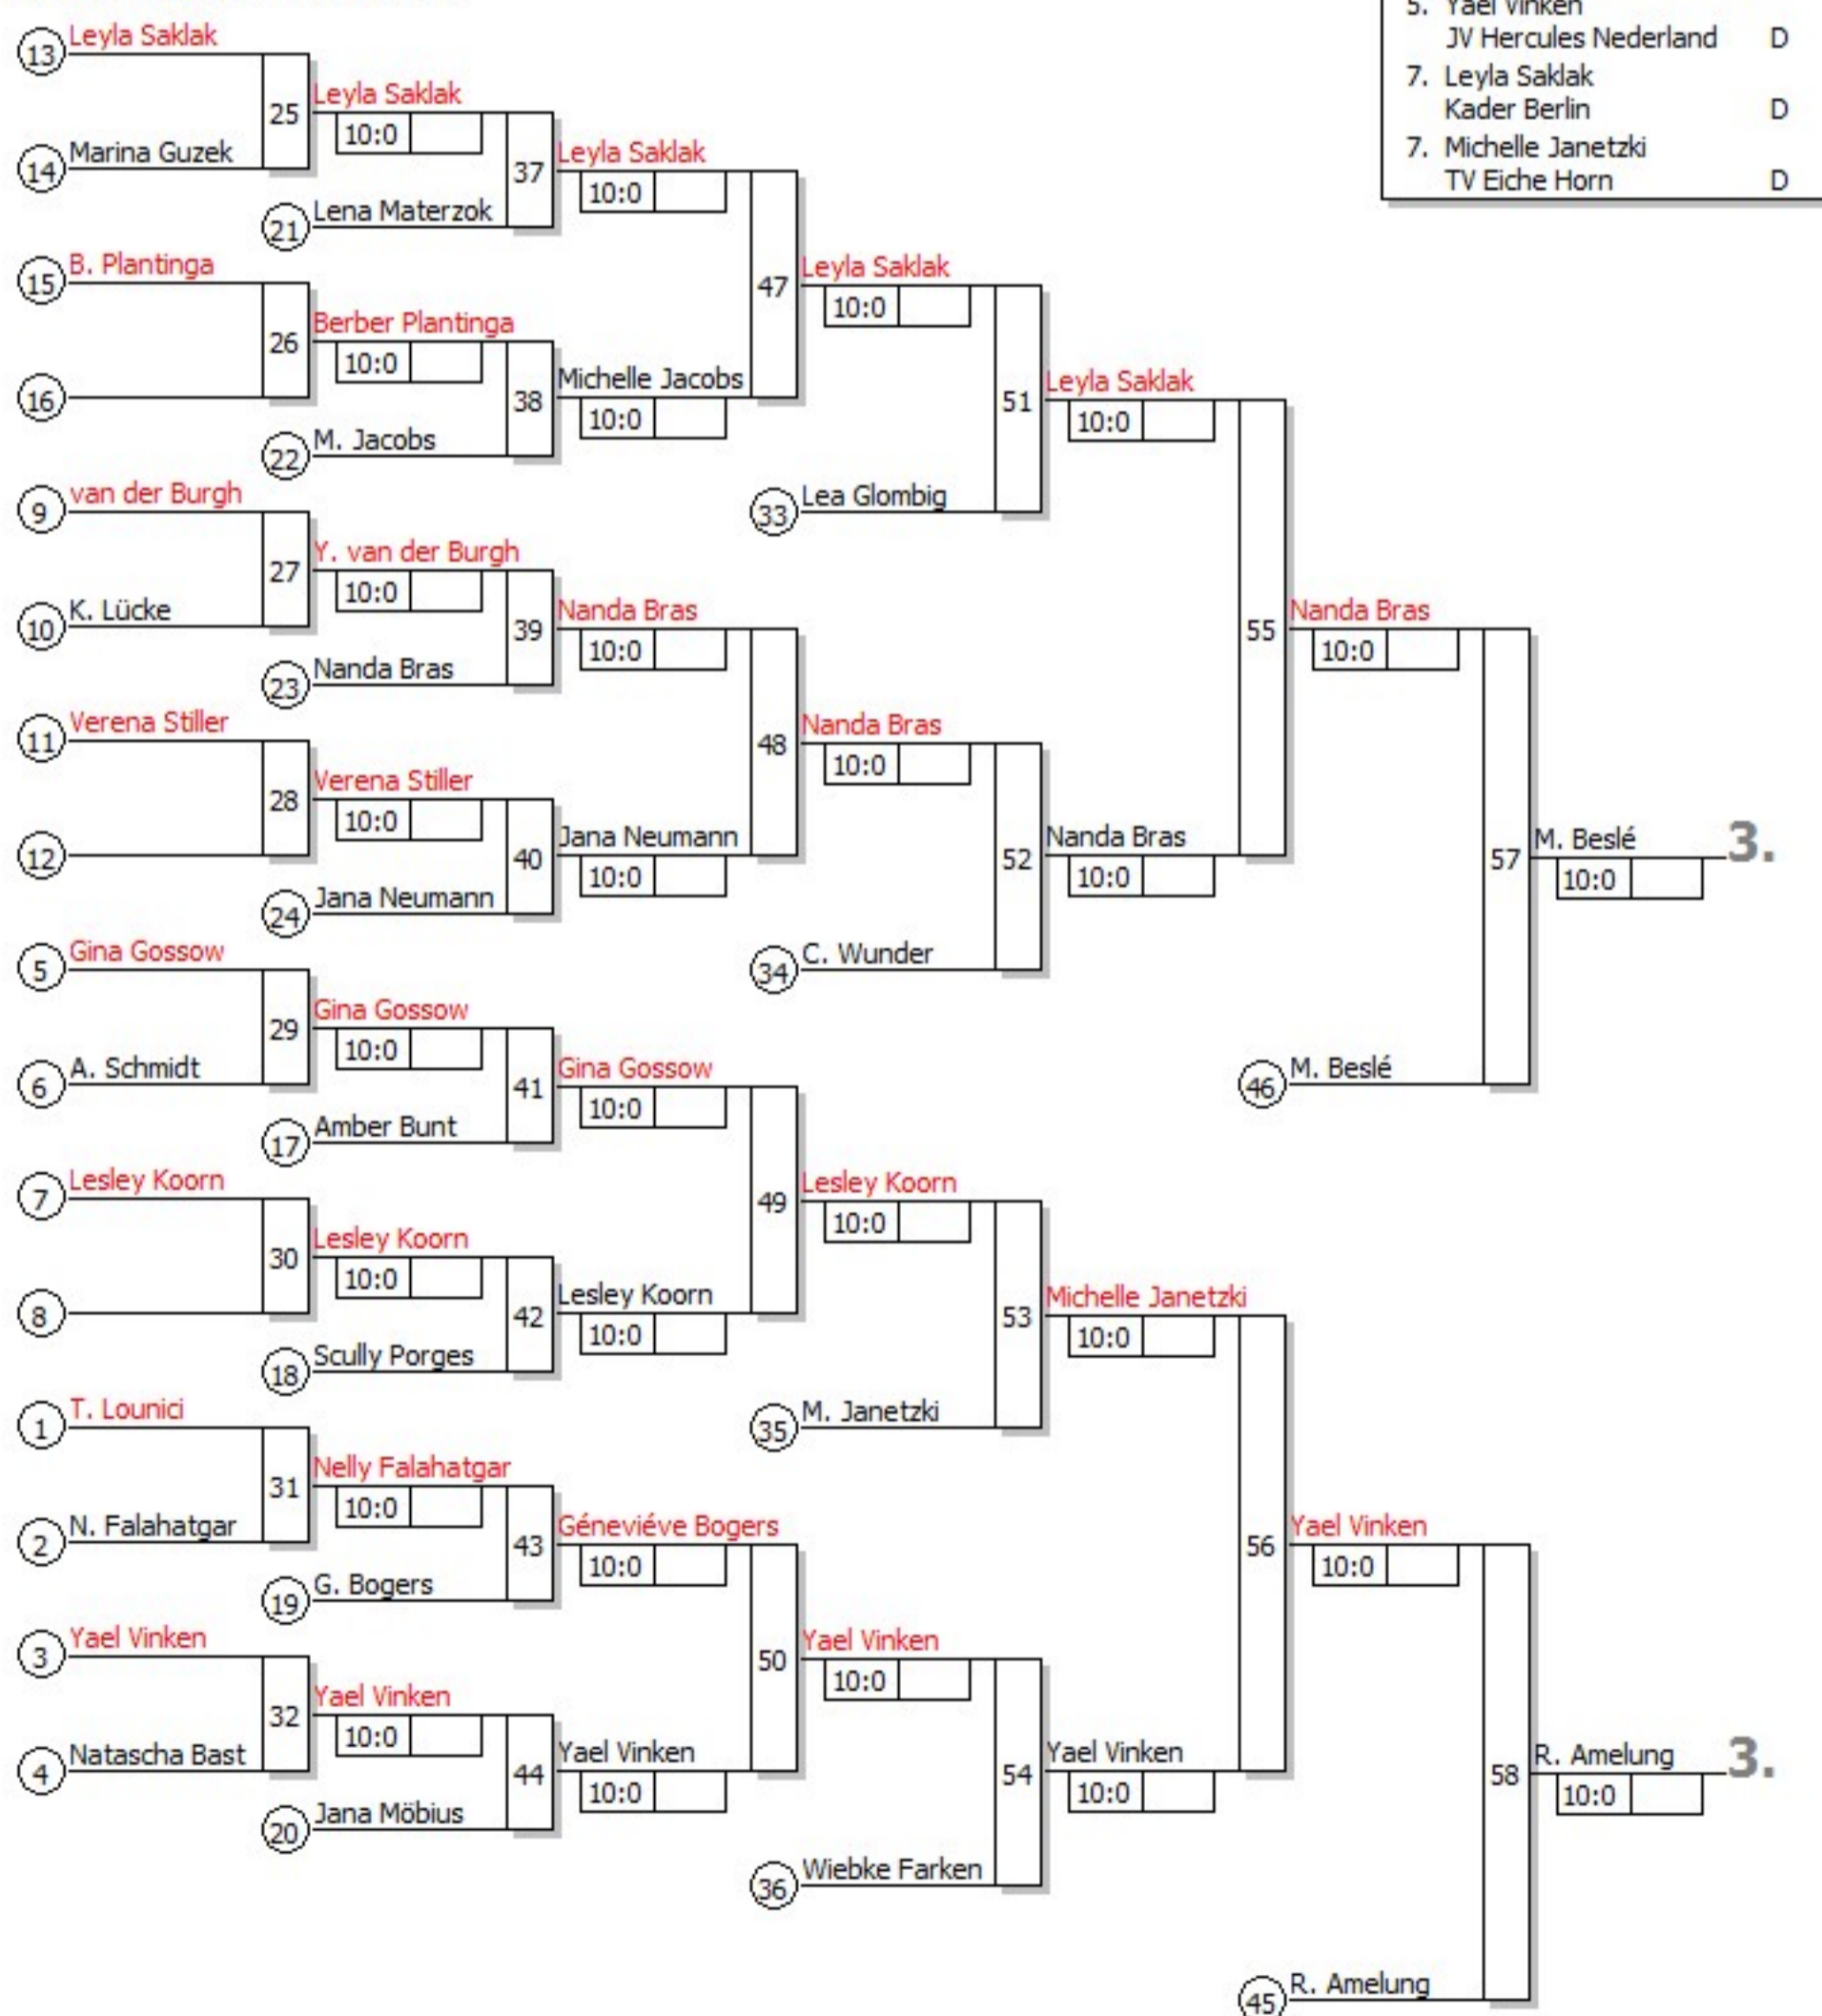 5. Yael Vinken
JV Hercules Nederland D
7. Leyla Saklak
Kader Berlin D
7. Michelle Janetzki
TV Eiche Horn D
13 Leyla Saklak
25 Leyla Saklak
10:0
14 Marina Guzek
37 Leyla Saklak
10:0
21 Lena Materzok
15 B. Plantinga
47 Leyla Saklak
10:0
26 Berber Plantinga
10:0
16
38 Michelle Jacobs
10:0
22 M. Jacobs
51 Leyla Saklak
10:0
33 Lea Glombig
9 van der Burgh
27 Y. van der Burgh
10:0
10 K. Lücke
39 Nanda Bras
10:0
23 Nanda Bras
55 Nanda Bras
10:0
11 Verena Stiller
48 Nanda Bras
10:0
28 Verena Stiller
10:0
12
40 Jana Neumann
10:0
24 Jana Neumann
52 Nanda Bras
10:0
34 C. Wunder
57 M. Beslé 3.
10:0
5 Gina Gossow
29 Gina Gossow
10:0
6 A. Schmidt
41 Gina Gossow
10:0
17 Amber Bunt
46 M. Beslé
7 Lesley Koorn
49 Lesley Koorn
10:0
30 Lesley Koorn
10:0
8
42 Lesley Koorn
10:0
18 Scully Porges
53 Michelle Janetzki
10:0
35 M. Janetzki
1 T. Lounici
31 Nelly Falahatgar
10:0
2 N. Falahatgar
43 Géneviéve Bogers
10:0
19 G. Bogers
56 Yael Vinken
10:0
3 Yael Vinken
50 Yael Vinken
10:0
32 Yael Vinken
10:0
4 Natascha Bast
44 Yael Vinken
10:0
20 Jana Möbius
54 Yael Vinken
10:0
36 Wiebke Farken
58 R. Amelung 3.
10:0
45 R. Amelung